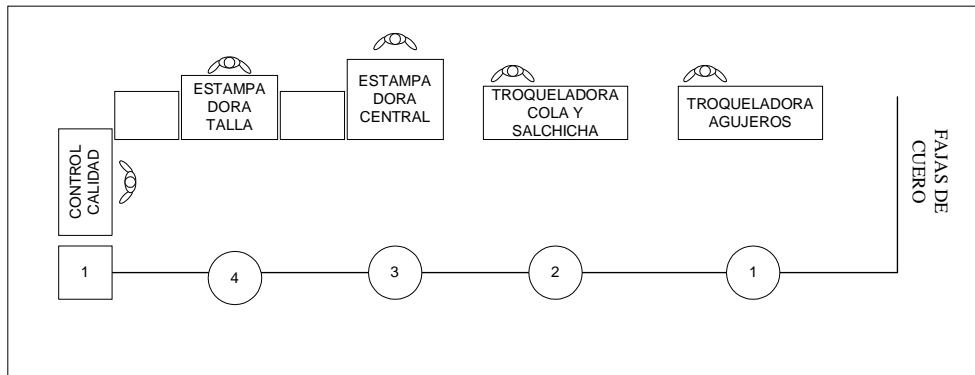 ESTAMPA
DORA
TALLA
ESTAMPA
DORA
CENTRAL
TROQUELADORA
COLA Y
SALCHICHA
TROQUELADORA
AGUJEROS
FAJAS DE
CUERO
CONTROL
CALIDAD
1
4
3
2
1